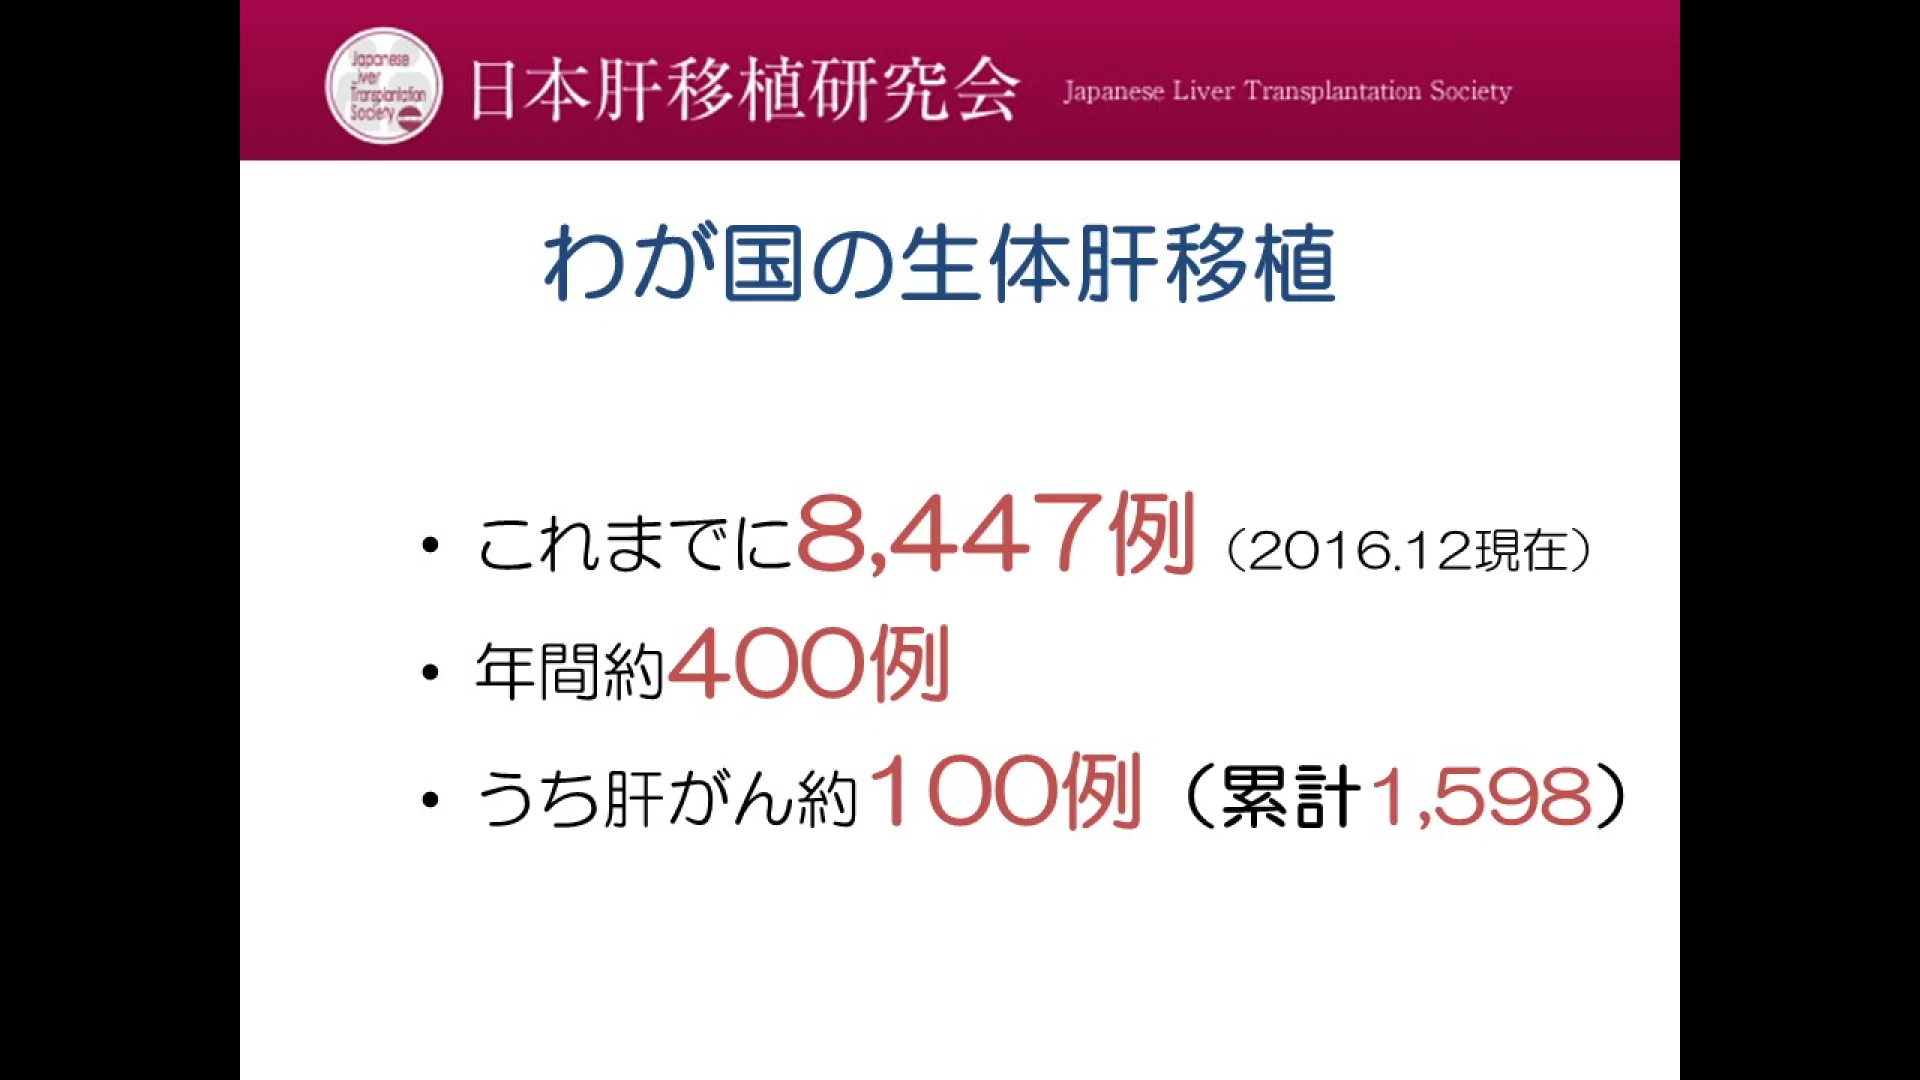 Japanese
Liver
Transplantation
Society
日本肝移植研究会 Japanese Liver Transplantation Society
わが国の生体肝移植
• これまでに8,447例（2016.12現在）
• 年間約400例
• うち肝がん約100例（累計1,598）